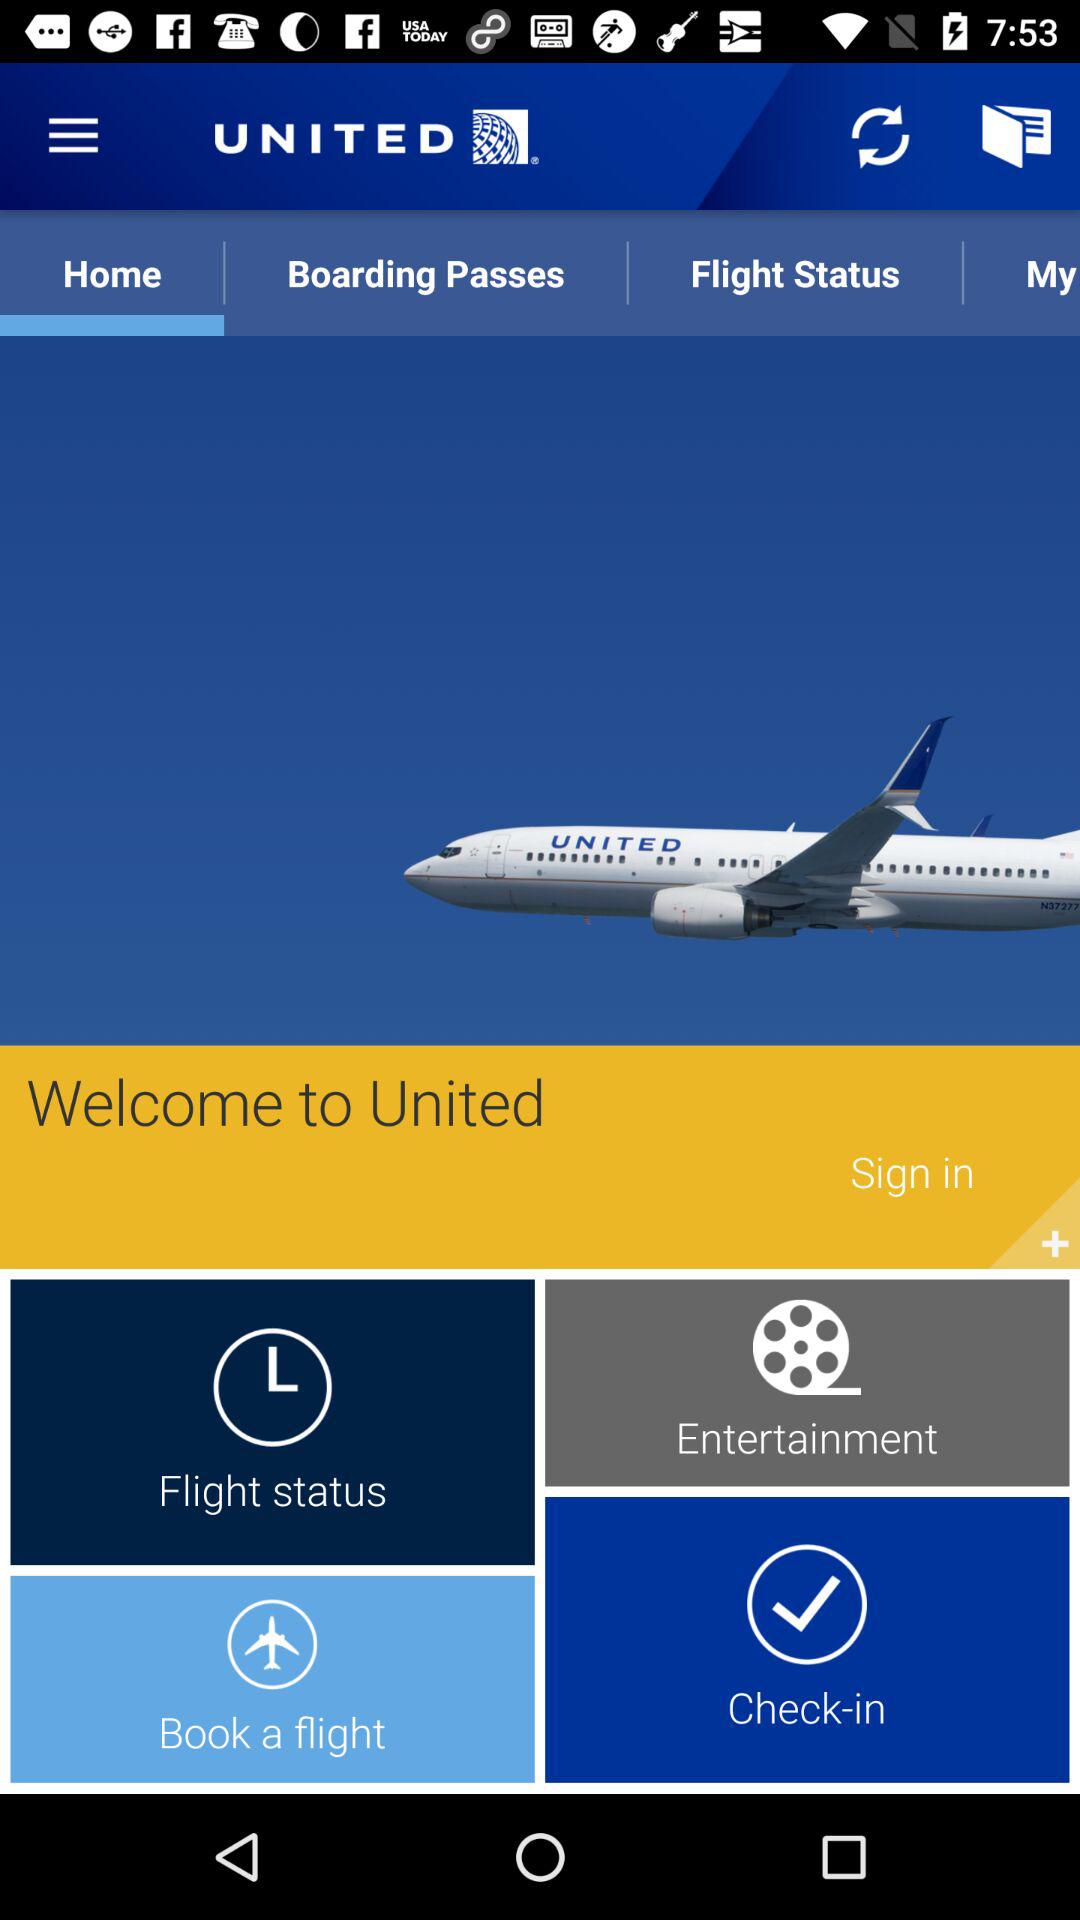 USA
TODAY
7:53
UNITED
®
Home
Boarding Passes
Flight Status
My
UNITED
N37277
Welcome to United
Sign in
Flight status
Entertainment
Book a flight
Check-in